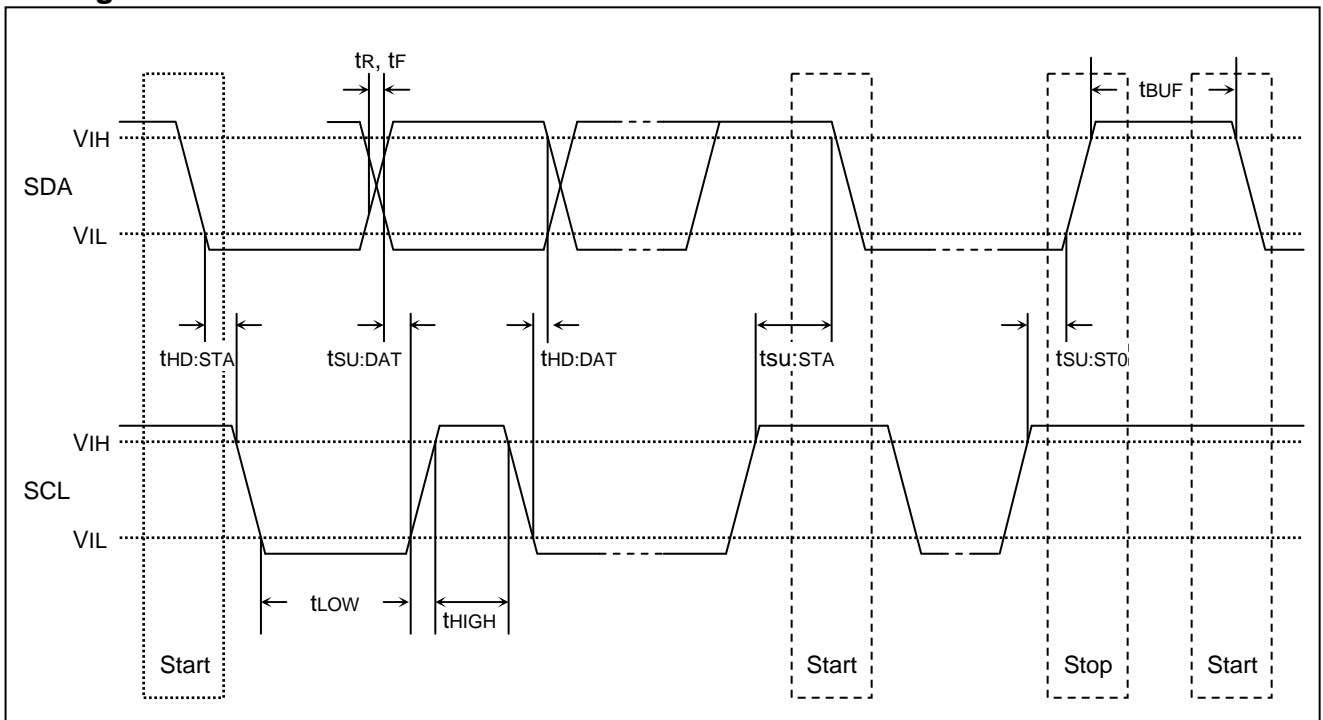 tR, tF
tBUF
VIH
SDA
VIL
tHD:STA
tSU:DAT
tHD:DAT
tsu:STA
tSU:ST0
VIH
SCL
VIL
tLOW
tHIGH
Start
Start
Stop
Start